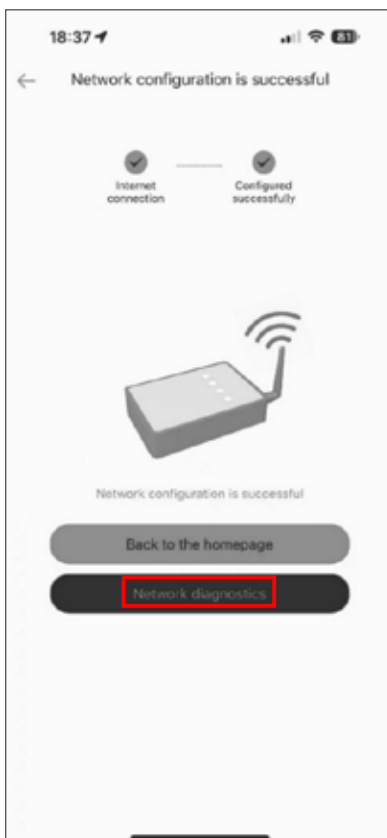 18:37
81
Network configuration is successful
Internet
connection
Configured
successfully
Network configuration is successful
Back to the homepage
Network diagnostics